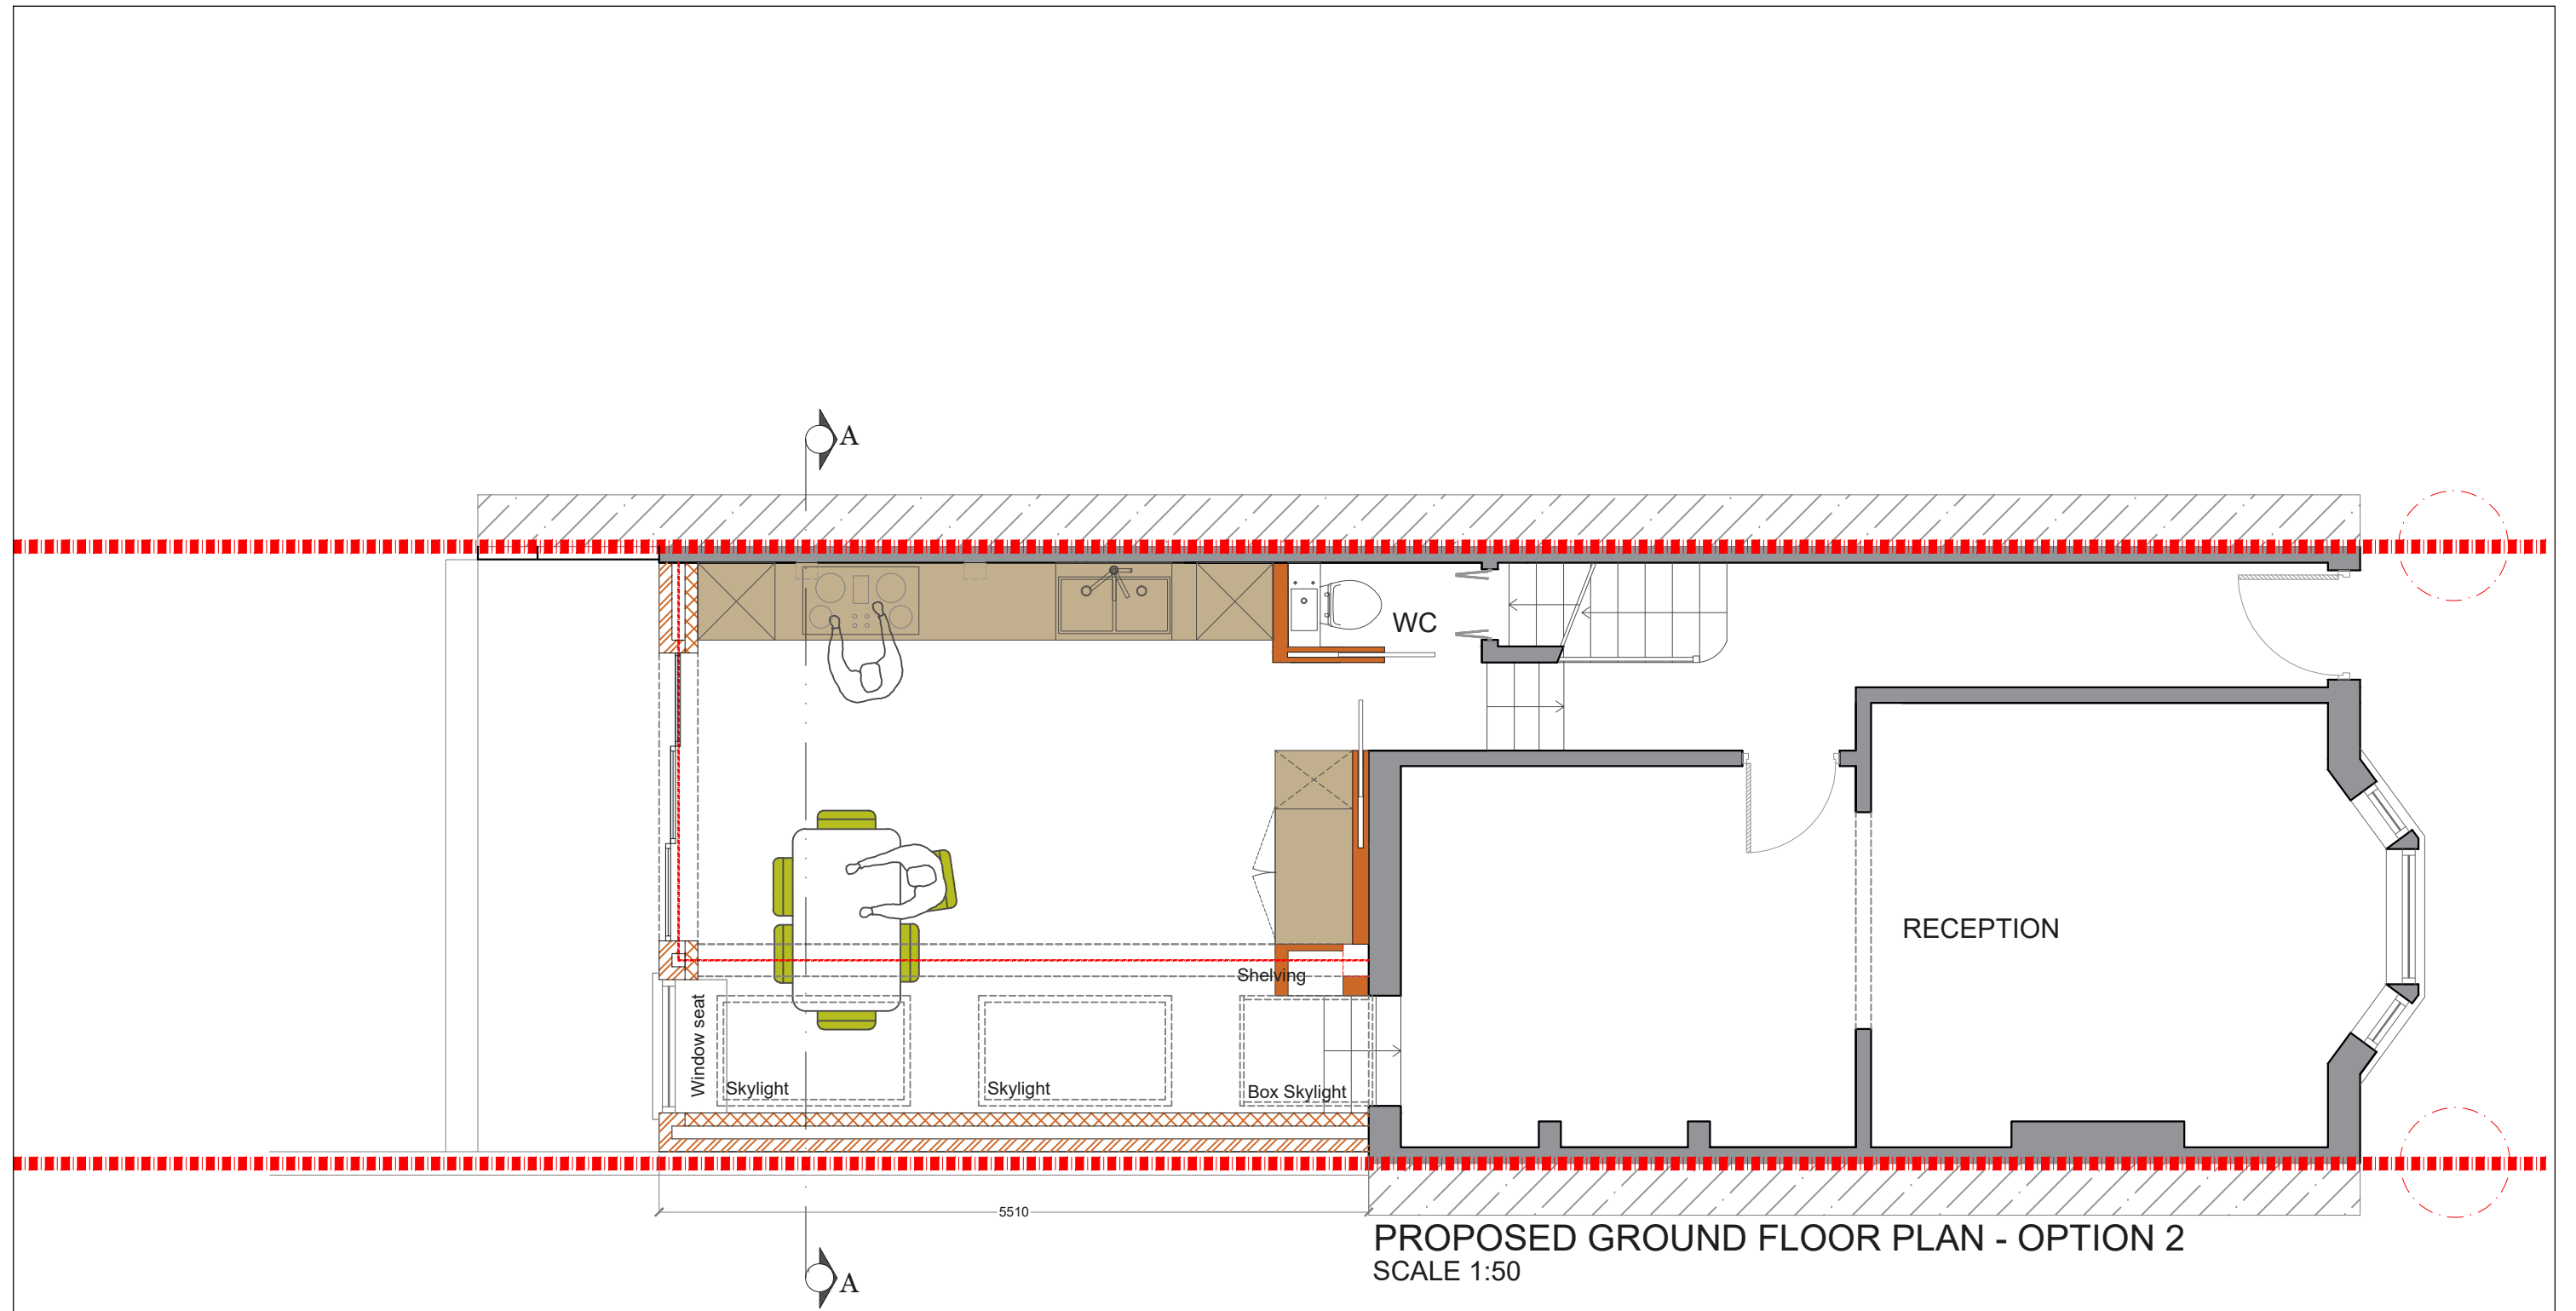 A
WC
RECEPTION
Shelving
Window seat
Skylight
Skylight
Box Skylight
5510
PROPOSED GROUND FLOOR PLAN - OPTION 2
SCALE 1:50
A